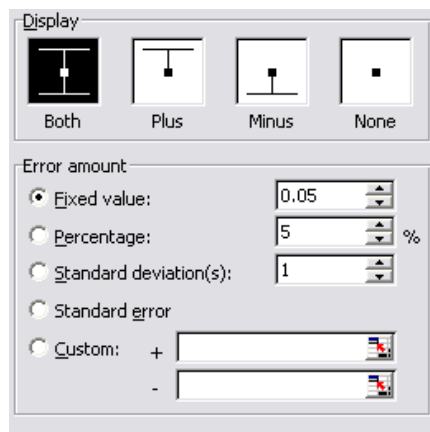 Display
Both Plus Minus None
Error amount
Fixed value: 0.05
Percentage: 5 %
Standard deviation(s): 1
Standard error
Custom: +
-